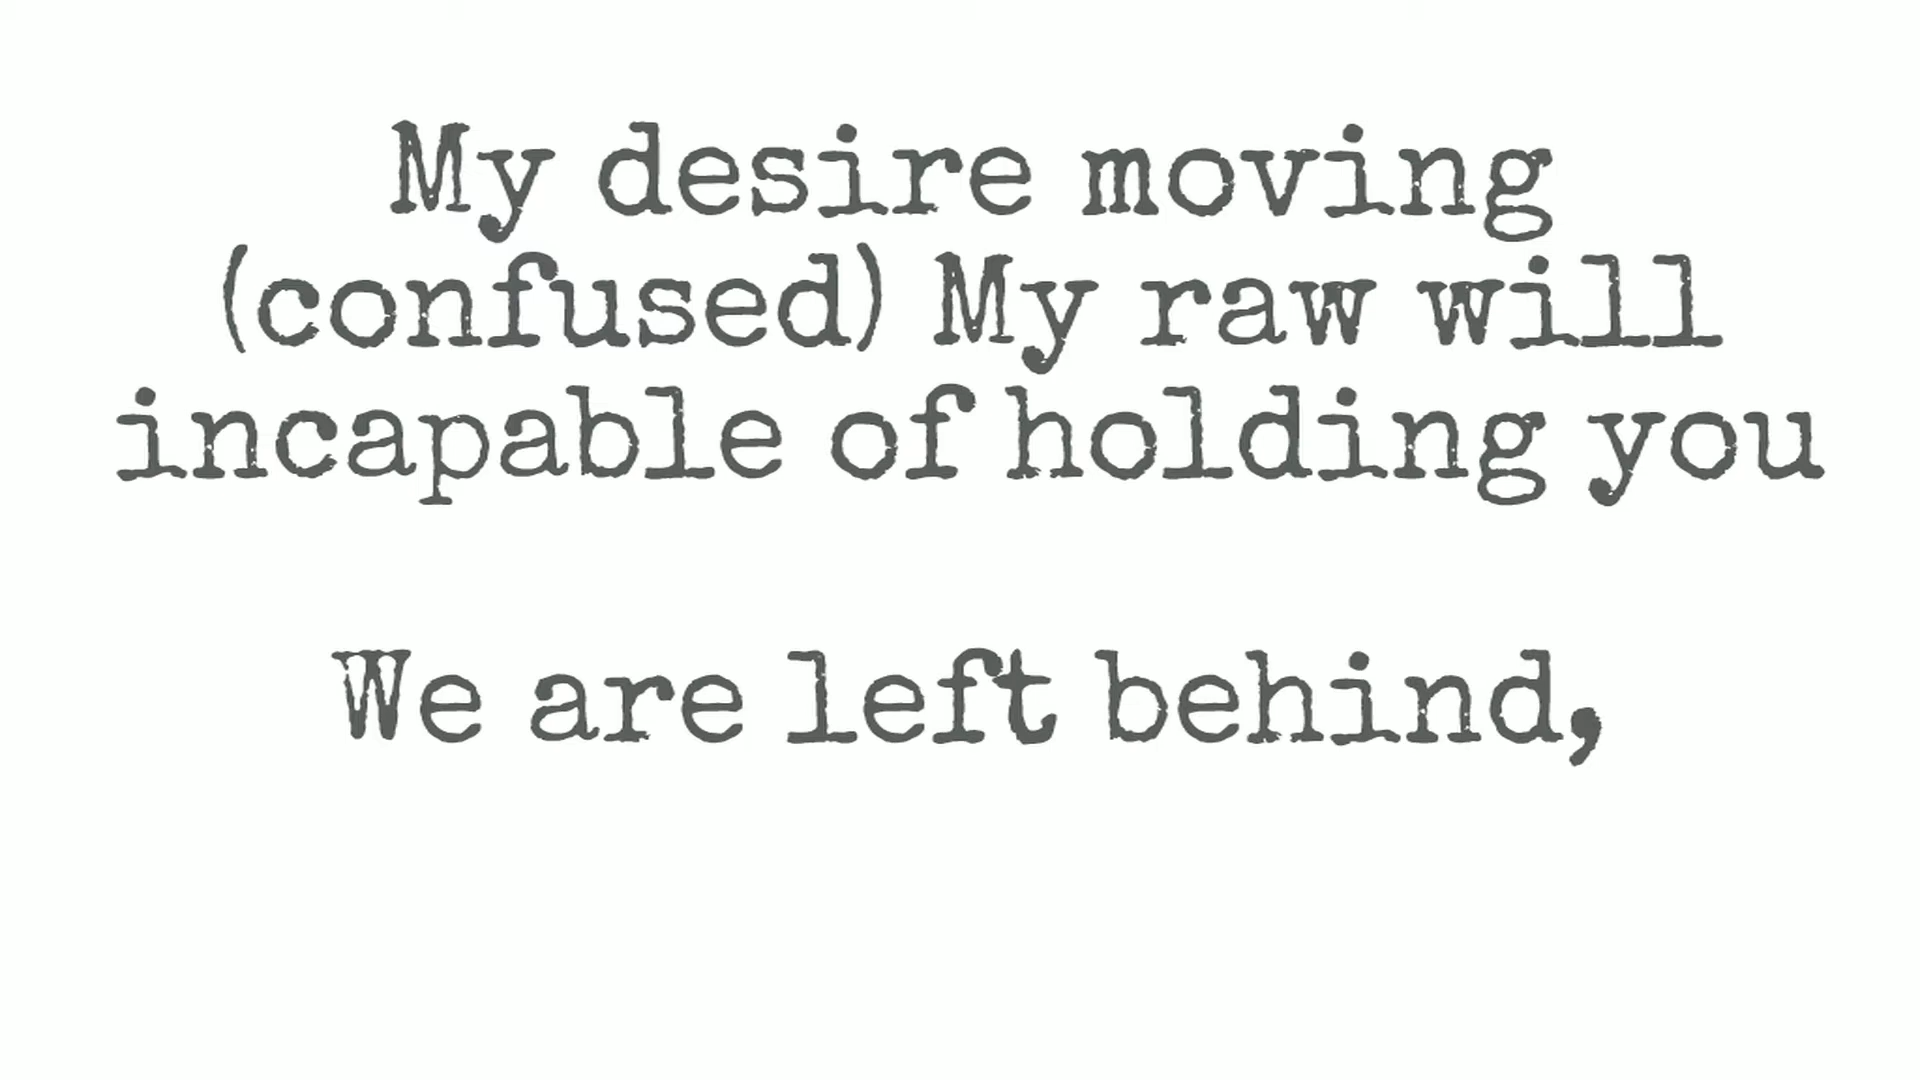 My desire moving
(confused) My raw will
incapable of holding you
We are left behind,